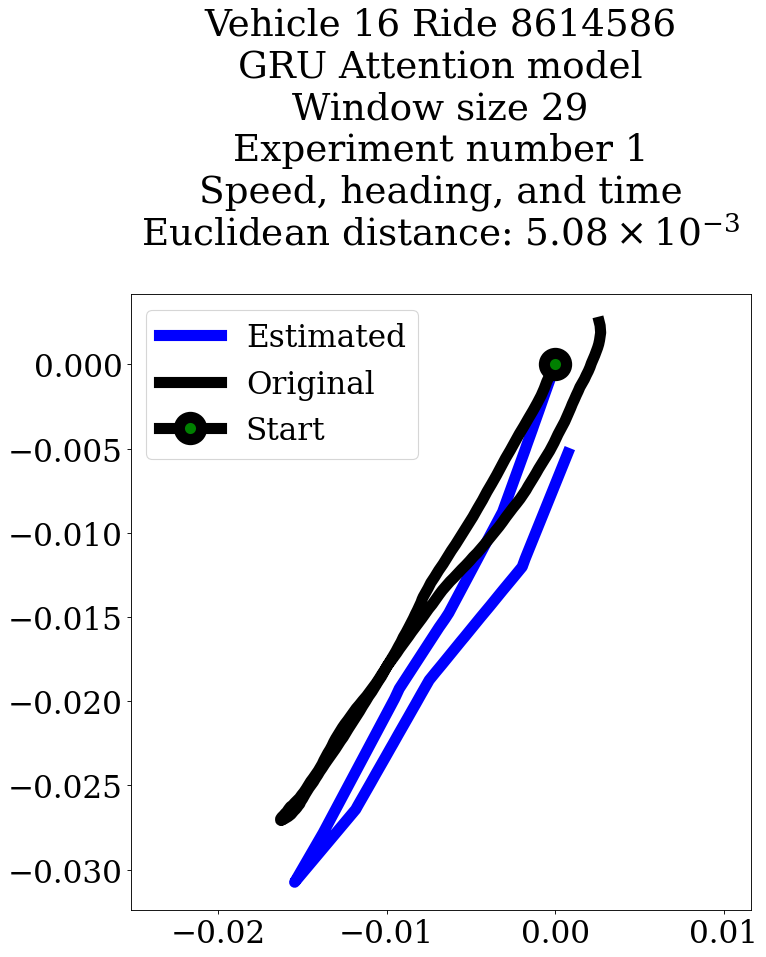 Vehicle 16 Ride 8614586
GRU Attention model
Window size 29
Experiment number 1
Speed, heading, and time
Euclidean distance: 5.08 × 10⁻³
Estimated
Original
Start
0.000
−0.005
−0.010
−0.015
−0.020
−0.025
−0.030
−0.02 −0.01 0.00 0.01